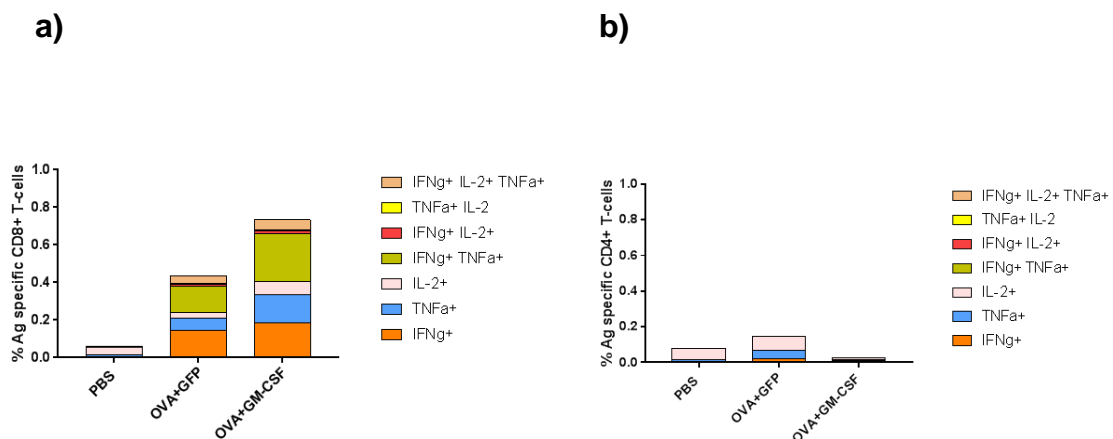 a)
% Ag specific CD8+ T-cells
1.0
0.8
0.6
0.4
0.2
0.0
PBS
OVA+GFP
OVA+GM-CSF
IFNg+ IL-2+ TNFa+
TNFa+ IL-2
IFNg+ IL-2+
IFNg+ TNFa+
IL-2+
TNFa+
IFNg+
b)
% Ag specific CD4+ T-cells
1.0
0.8
0.6
0.4
0.2
0.0
PBS
OVA+GFP
OVA+GM-CSF
IFNg+ IL-2+ TNFa+
TNFa+ IL-2
IFNg+ IL-2+
IFNg+ TNFa+
IL-2+
TNFa+
IFNg+